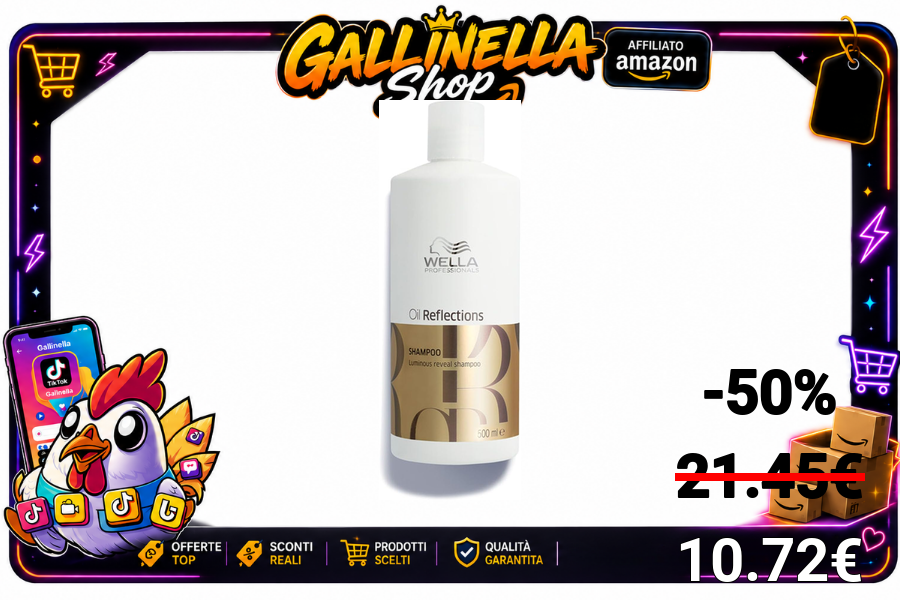 GALLINELLA
Shop
AFFILIATO
amazon
WELLA
PROFESSIONALS
Oil Reflections
SHAMPOO
Luminous reveal shampoo
500 ml e
Gallinella
TikTok
Gallinella
-50%
21.45€
10.72€
OFFERTE
TOP
SCONTI
REALI
PRODOTTI
SCELTI
QUALITÀ
GARANTITA